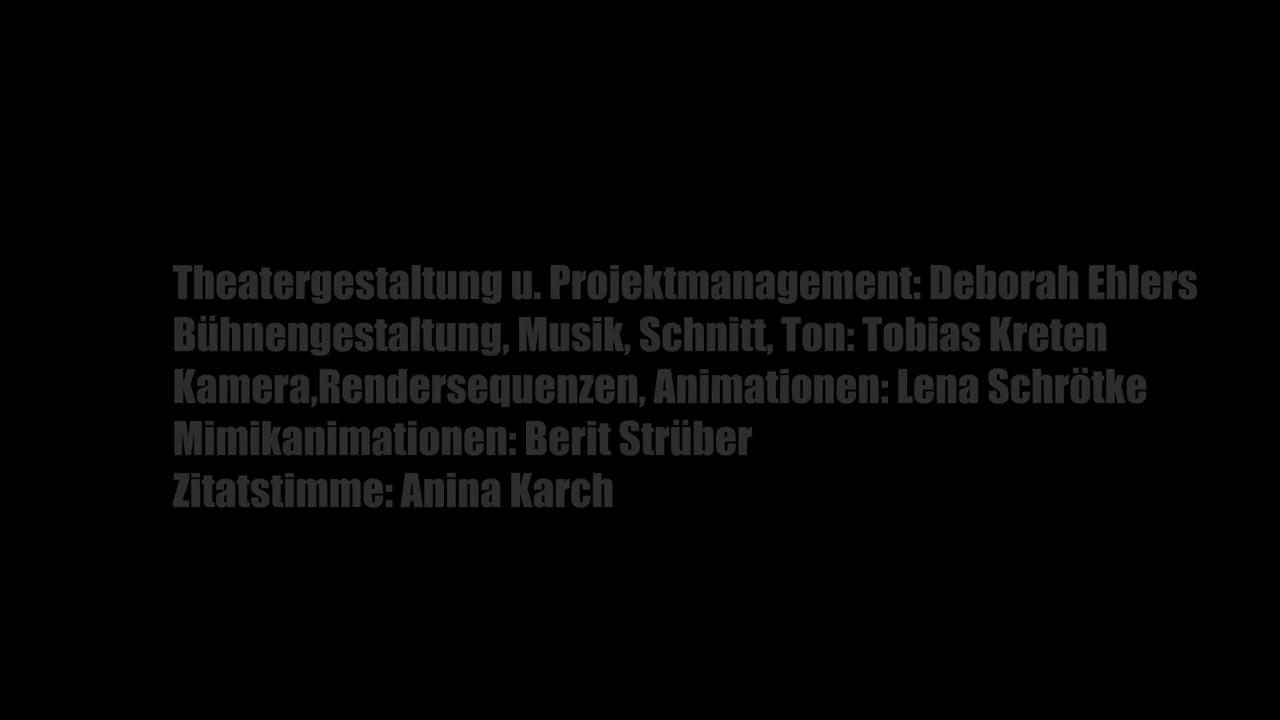 Theatergestaltung u. Projektmanagement: Deborah Ehlers
Bühnengestaltung, Musik, Schnitt, Ton: Tobias Kreten
Kamera,Rendersequenzen, Animationen: Lena Schrötke
Mimikanimationen: Berit Strüber
Zitatstimme: Anina Karch